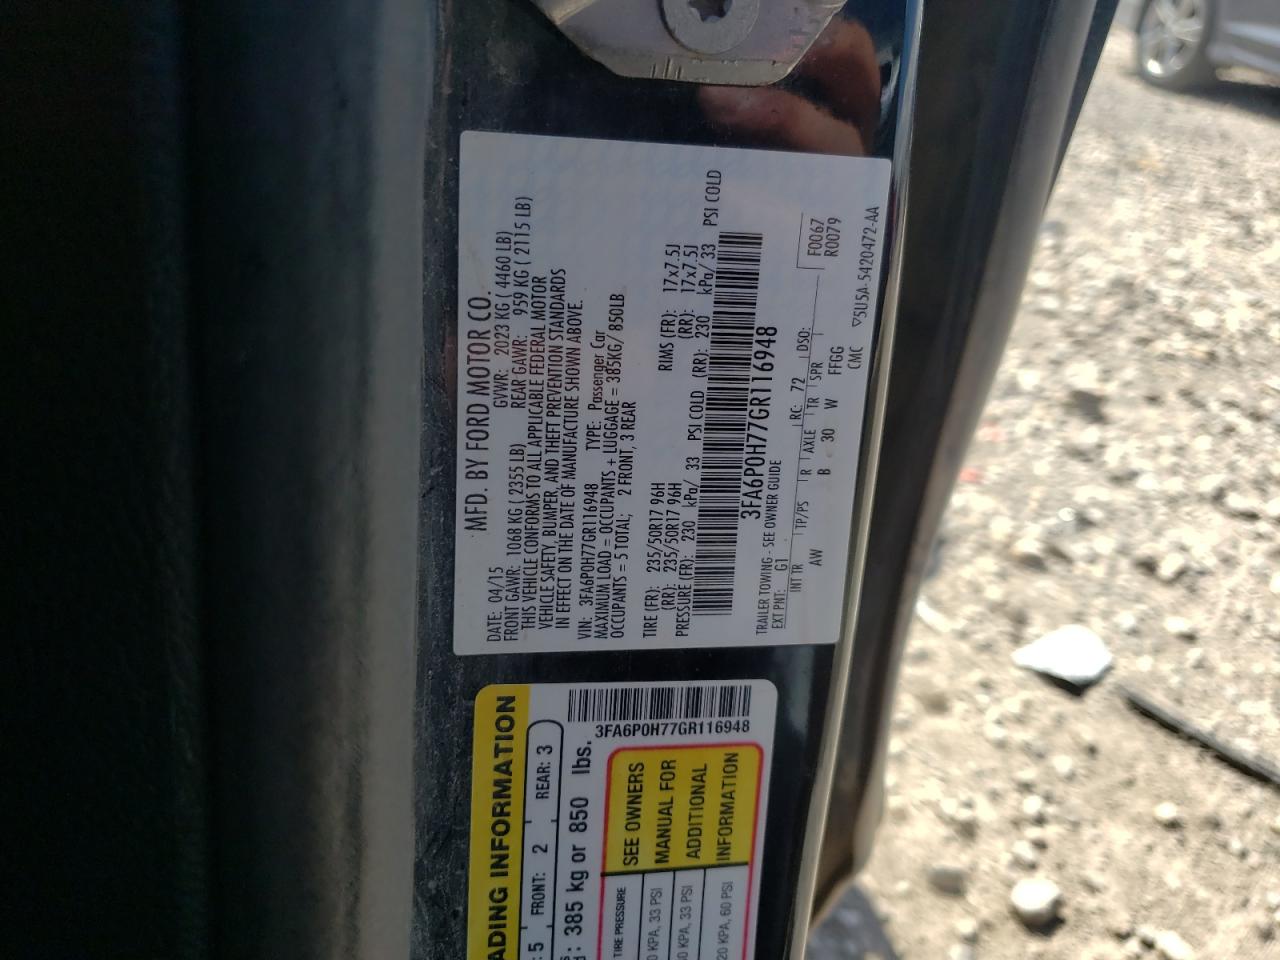 MFD. BY FORD MOTOR CO.
DATE: 04/15 GVWR: 2023 KG ( 4460 LB)
FRONT GAWR: 1068 KG ( 2355 LB) REAR GAWR: 959 KG ( 2115 LB)
THIS VEHICLE CONFORMS TO ALL APPLICABLE FEDERAL MOTOR
VEHICLE SAFETY, BUMPER, AND THEFT PREVENTION STANDARDS
IN EFFECT ON THE DATE OF MANUFACTURE SHOWN ABOVE.
VIN: 3FA6P0H77GR116948 TYPE: Passenger Car
MAXIMUM LOAD = OCCUPANTS + LUGGAGE = 385KG/ 850LB
OCCUPANTS = 5 TOTAL; 2 FRONT, 3 REAR
TIRE (FR): 235/50R17 96H RIMS (FR): 17x7.5J
(RR): 235/50R17 96H (RR): 17x7.5J
PRESSURE (FR): 230 kPa/ 33 PSI COLD (RR): 230 kPa/ 33 PSI COLD
3FA6P0H77GR116948
TRAILER TOWING - SEE OWNER GUIDE
EXT PNT: G1 RC: 72 DSO: F0067
R0079
INT TR TP/PS R AXLE TR SPR
AW B 30 W FFGG
CMC
▽5U5A-5420472-AA
ADING INFORMATION
5 FRONT: 2 REAR: 3
: 385 kg or 850 lbs.
3FA6P0H77GR116948
TIRE PRESSURE
0 KPA, 33 PSI
0 KPA, 33 PSI
20 KPA, 60 PSI
SEE OWNERS
MANUAL FOR
ADDITIONAL
INFORMATION